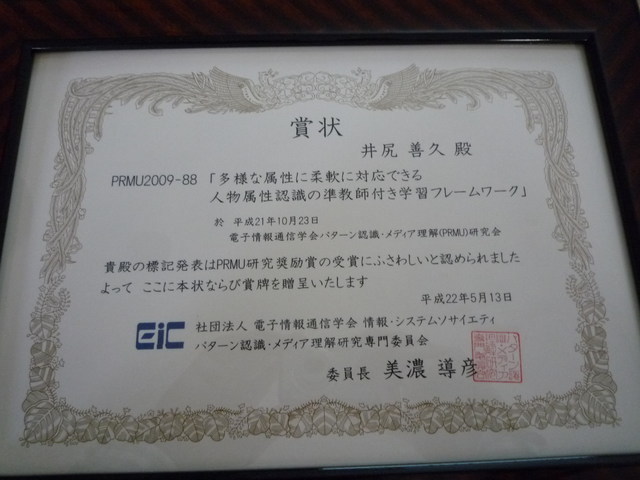 賞状
井尻 善久 殿
PRMU2009-88 「多様な属性に柔軟に対応できる
人物属性認識の準教師付き学習フレームワーク」
於 平成21年10月23日
電子情報通信学会パターン認識・メディア理解(PRMU)研究会
貴殿の標記発表はPRMU研究奨励賞の受賞にふさわしいと認められました
よって ここに本状ならび賞牌を贈呈いたします
平成22年5月13日
EiC 社団法人 電子情報通信学会 情報・システムソサイエティ
パターン認識・メディア理解研究専門委員会
委員長 美濃 導彦